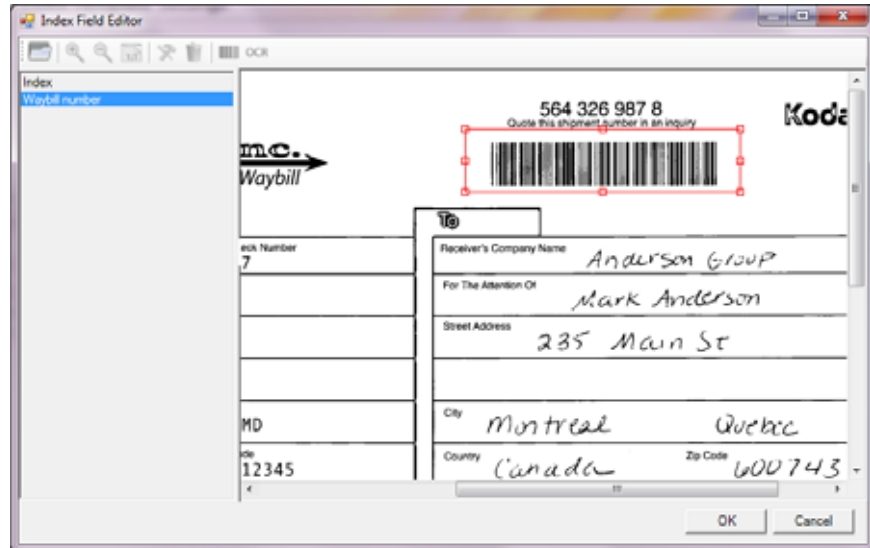 Index Field Editor
OCR
Index
Waybill number
564 326 987 8
Quote this shipment number in an inquiry
Koda
inc.
Waybill
To
eck Number
7
Receiver's Company Name Anderson Group
For The Attention Of Mark Anderson
Street Address 235 Main St
MD
City Montreal Quebec
de
12345
Country Canada Zip Code 600743
OK Cancel